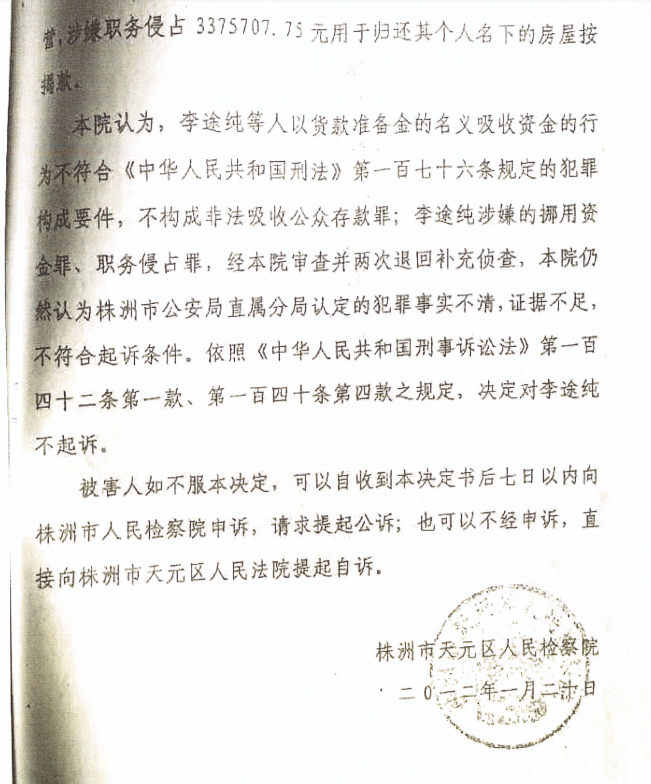 营,涉嫌职务侵占 3375707.75 元用于归还其个人名下的房屋按
揭款。
本院认为，李途纯等人以货款准备金的名义吸收资金的行
为不符合《中华人民共和国刑法》第一百七十六条规定的犯罪
构成要件，不构成非法吸收公众存款罪；李途纯涉嫌的挪用资
金罪、职务侵占罪，经本院审查并两次退回补充侦查，本院仍
然认为株洲市公安局直属分局认定的犯罪事实不清，证据不足，
不符合起诉条件。依照《中华人民共和国刑事诉讼法》第一百
四十二条第一款、第一百四十条第四款之规定，决定对李途纯
不起诉。
被害人如不服本决定，可以自收到本决定书后七日以内向
株洲市人民检察院申诉，请求提起公诉；也可以不经申诉，直
接向株洲市天元区人民法院提起自诉。
株洲市天元区人民检察院
二〇一二年一月二十日